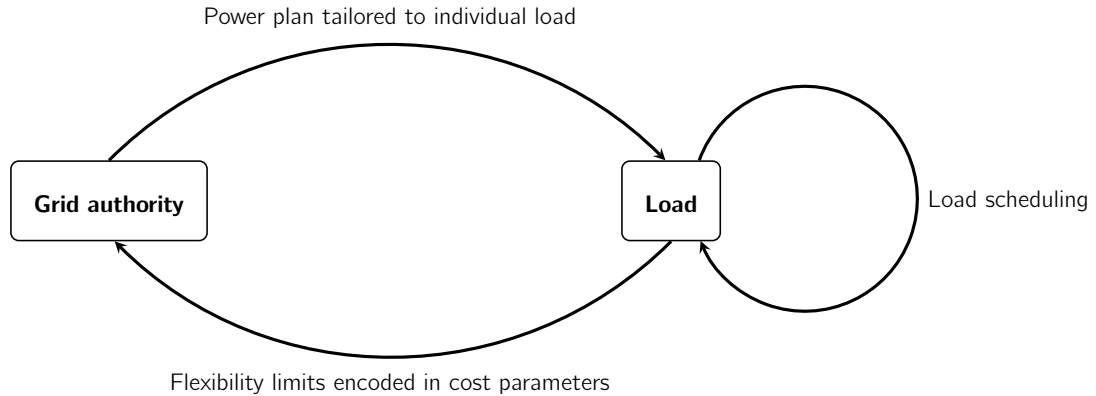 Power plan tailored to individual load
Grid authority
Load
Load scheduling
Flexibility limits encoded in cost parameters